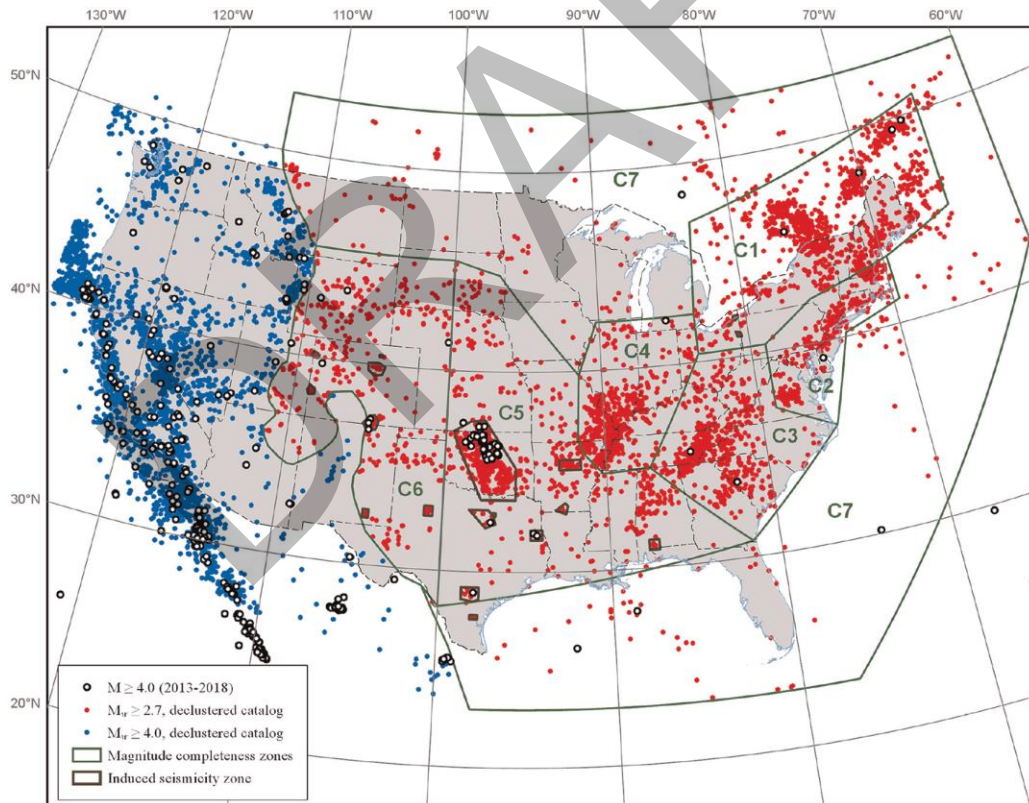 130°W 120°W 110°W 100°W 90°W 80°W 70°W 60°W
50°N
40°N
30°N
20°N
C7
C1
C4
C2
C5
C3
C6
C7
DRAF
M ≥ 4.0 (2013-2018)
Mw ≥ 2.7, declustered catalog
Mw ≥ 4.0, declustered catalog
Magnitude completeness zones
Induced seismicity zone